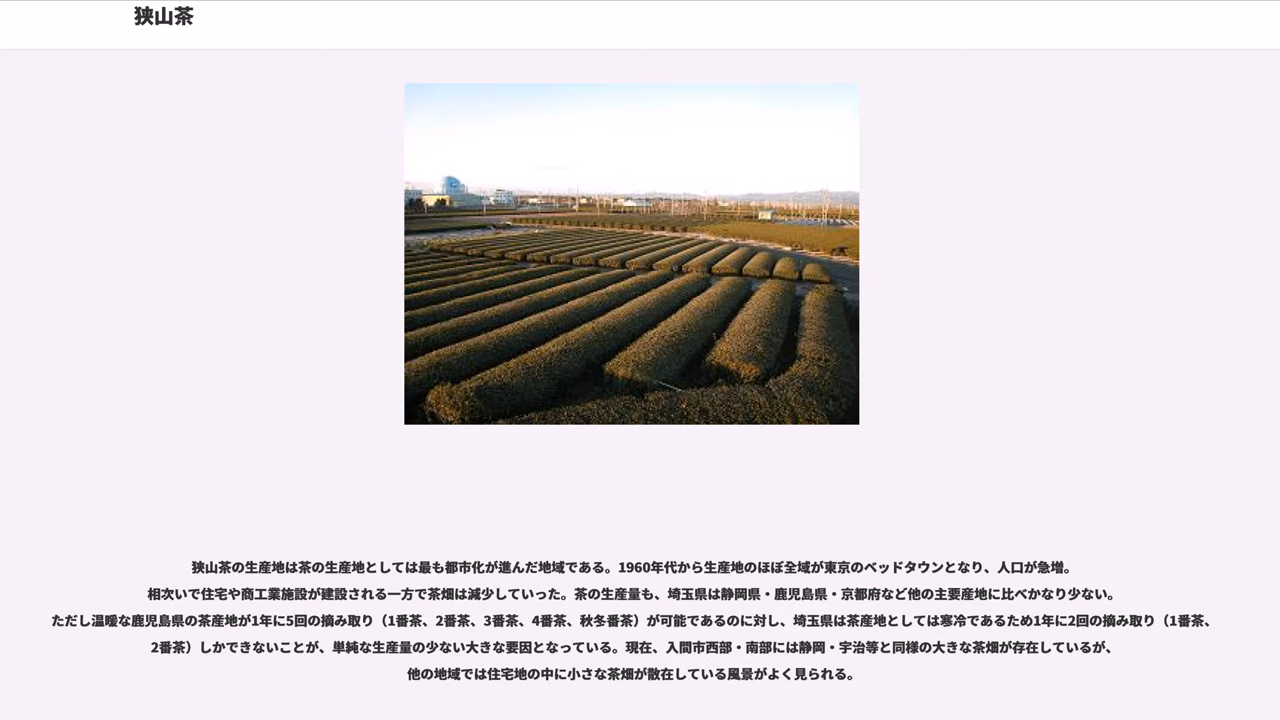 狭山茶
狭山茶の生産地は茶の生産地としては最も都市化が進んだ地域である。1960年代から生産地のほぼ全域が東京のベッドタウンとなり、人口が急増。
相次いで住宅や商工業施設が建設される一方で茶畑は減少していった。茶の生産量も、埼玉県は静岡県・鹿児島県・京都府など他の主要産地に比べかなり少ない。
ただし温暖な鹿児島県の茶産地が1年に5回の摘み取り（1番茶、2番茶、3番茶、4番茶、秋冬番茶）が可能であるのに対し、埼玉県は茶産地としては寒冷であるため1年に2回の摘み取り（1番茶、
2番茶）しかできないことが、単純な生産量の少ない大きな要因となっている。現在、入間市西部・南部には静岡・宇治等と同様の大きな茶畑が存在しているが、
他の地域では住宅地の中に小さな茶畑が散在している風景がよく見られる。